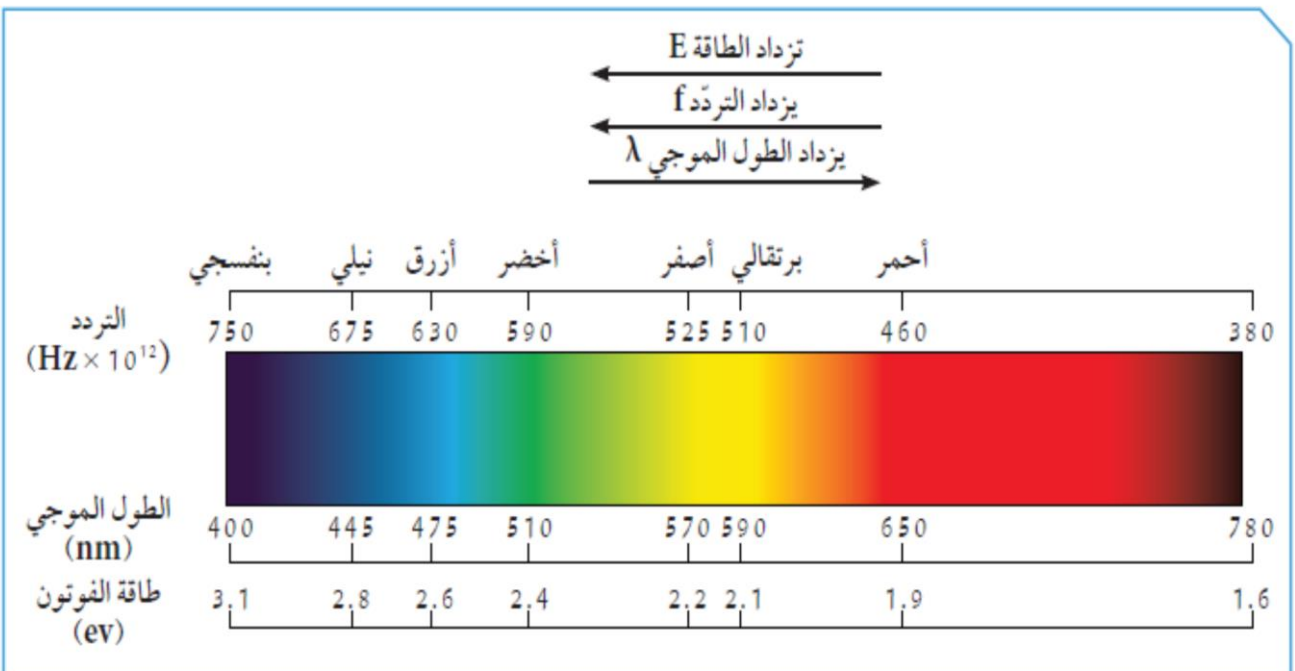 تزداد الطاقة E
يزداد التردّد f
يزداد الطول الموجي λ
بنفسجي نيلي أزرق أخضر أصفر برتقالي أحمر
التردد
(Hz × 10¹²)
750 675 630 590 525 510 460 380
الطول الموجي
(nm)
400 445 475 510 570 590 650 780
طاقة الفوتون
(ev)
3.1 2.8 2.6 2.4 2.2 2.1 1.9 1.6